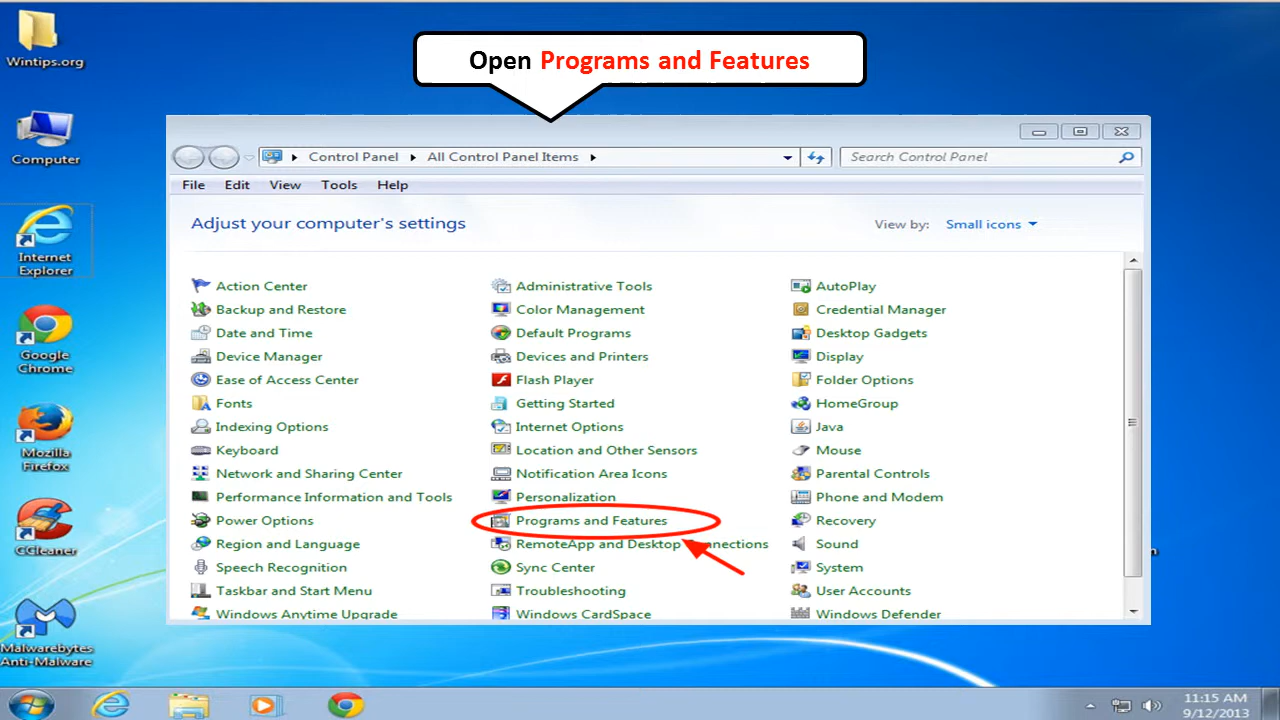 Open Programs and Features
Wintips.org
Computer
Internet
Explorer
Google
Chrome
Mozilla
Firefox
CCleaner
Malwarebytes
Anti-Malware
Control Panel
All Control Panel Items
Search Control Panel
File Edit View Tools Help
Adjust your computer's settings
View by: Small icons
Action Center
Administrative Tools
AutoPlay
Backup and Restore
Color Management
Credential Manager
Date and Time
Default Programs
Desktop Gadgets
Device Manager
Devices and Printers
Display
Ease of Access Center
Flash Player
Folder Options
Fonts
Getting Started
HomeGroup
Indexing Options
Internet Options
Java
Keyboard
Location and Other Sensors
Mouse
Network and Sharing Center
Notification Area Icons
Parental Controls
Performance Information and Tools
Personalization
Phone and Modem
Power Options
Programs and Features
Recovery
Region and Language
RemoteApp and Desktop Connections
Sound
Speech Recognition
Sync Center
System
Taskbar and Start Menu
Troubleshooting
User Accounts
Windows Anytime Upgrade
Windows CardSpace
Windows Defender
11:15 AM
9/12/2013